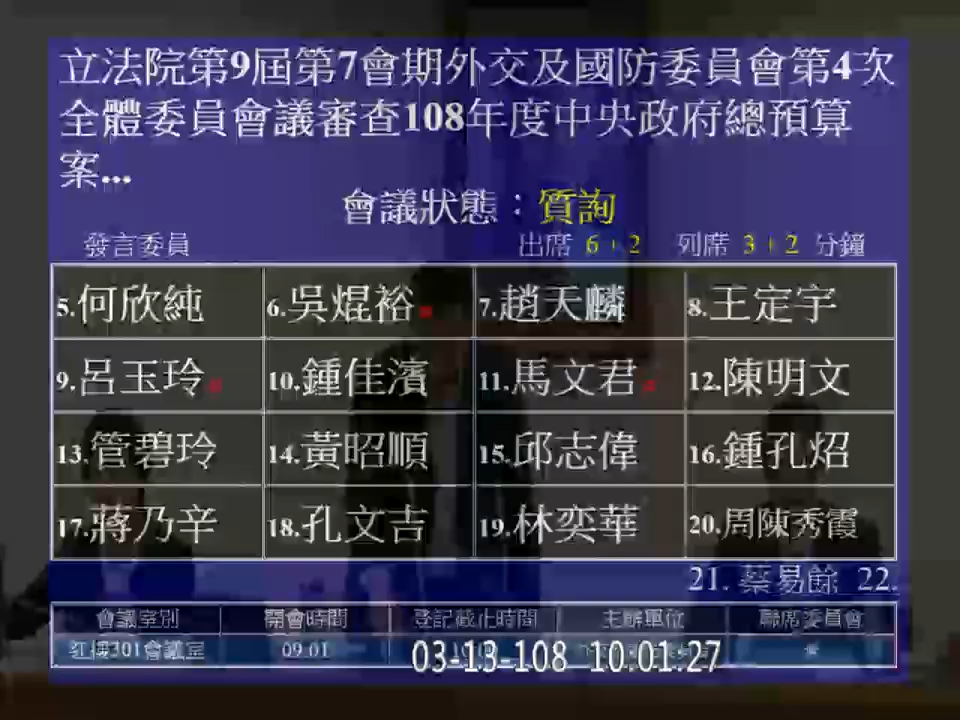 立法院第9屆第7會期外交及國防委員會第4次
全體委員會議審查108年度中央政府總預算
案...
會議狀態：質詢
發言委員 出席 6+2 列席 3+2 分鐘
5.何欣純 6.吳焜裕 7.趙天麟 8.王定宇
9.呂玉玲 10.鍾佳濱 11.馬文君 12.陳明文
13.管碧玲 14.黃昭順 15.邱志偉 16.鍾孔炤
17.蔣乃辛 18.孔文吉 19.林奕華 20.周陳秀霞
21. 蔡易餘 22.
會議室別 開會時間 登記截止時間 主辦單位 聯席委員會
紅樓301會議室 09:01
03-13-108 10:01:27